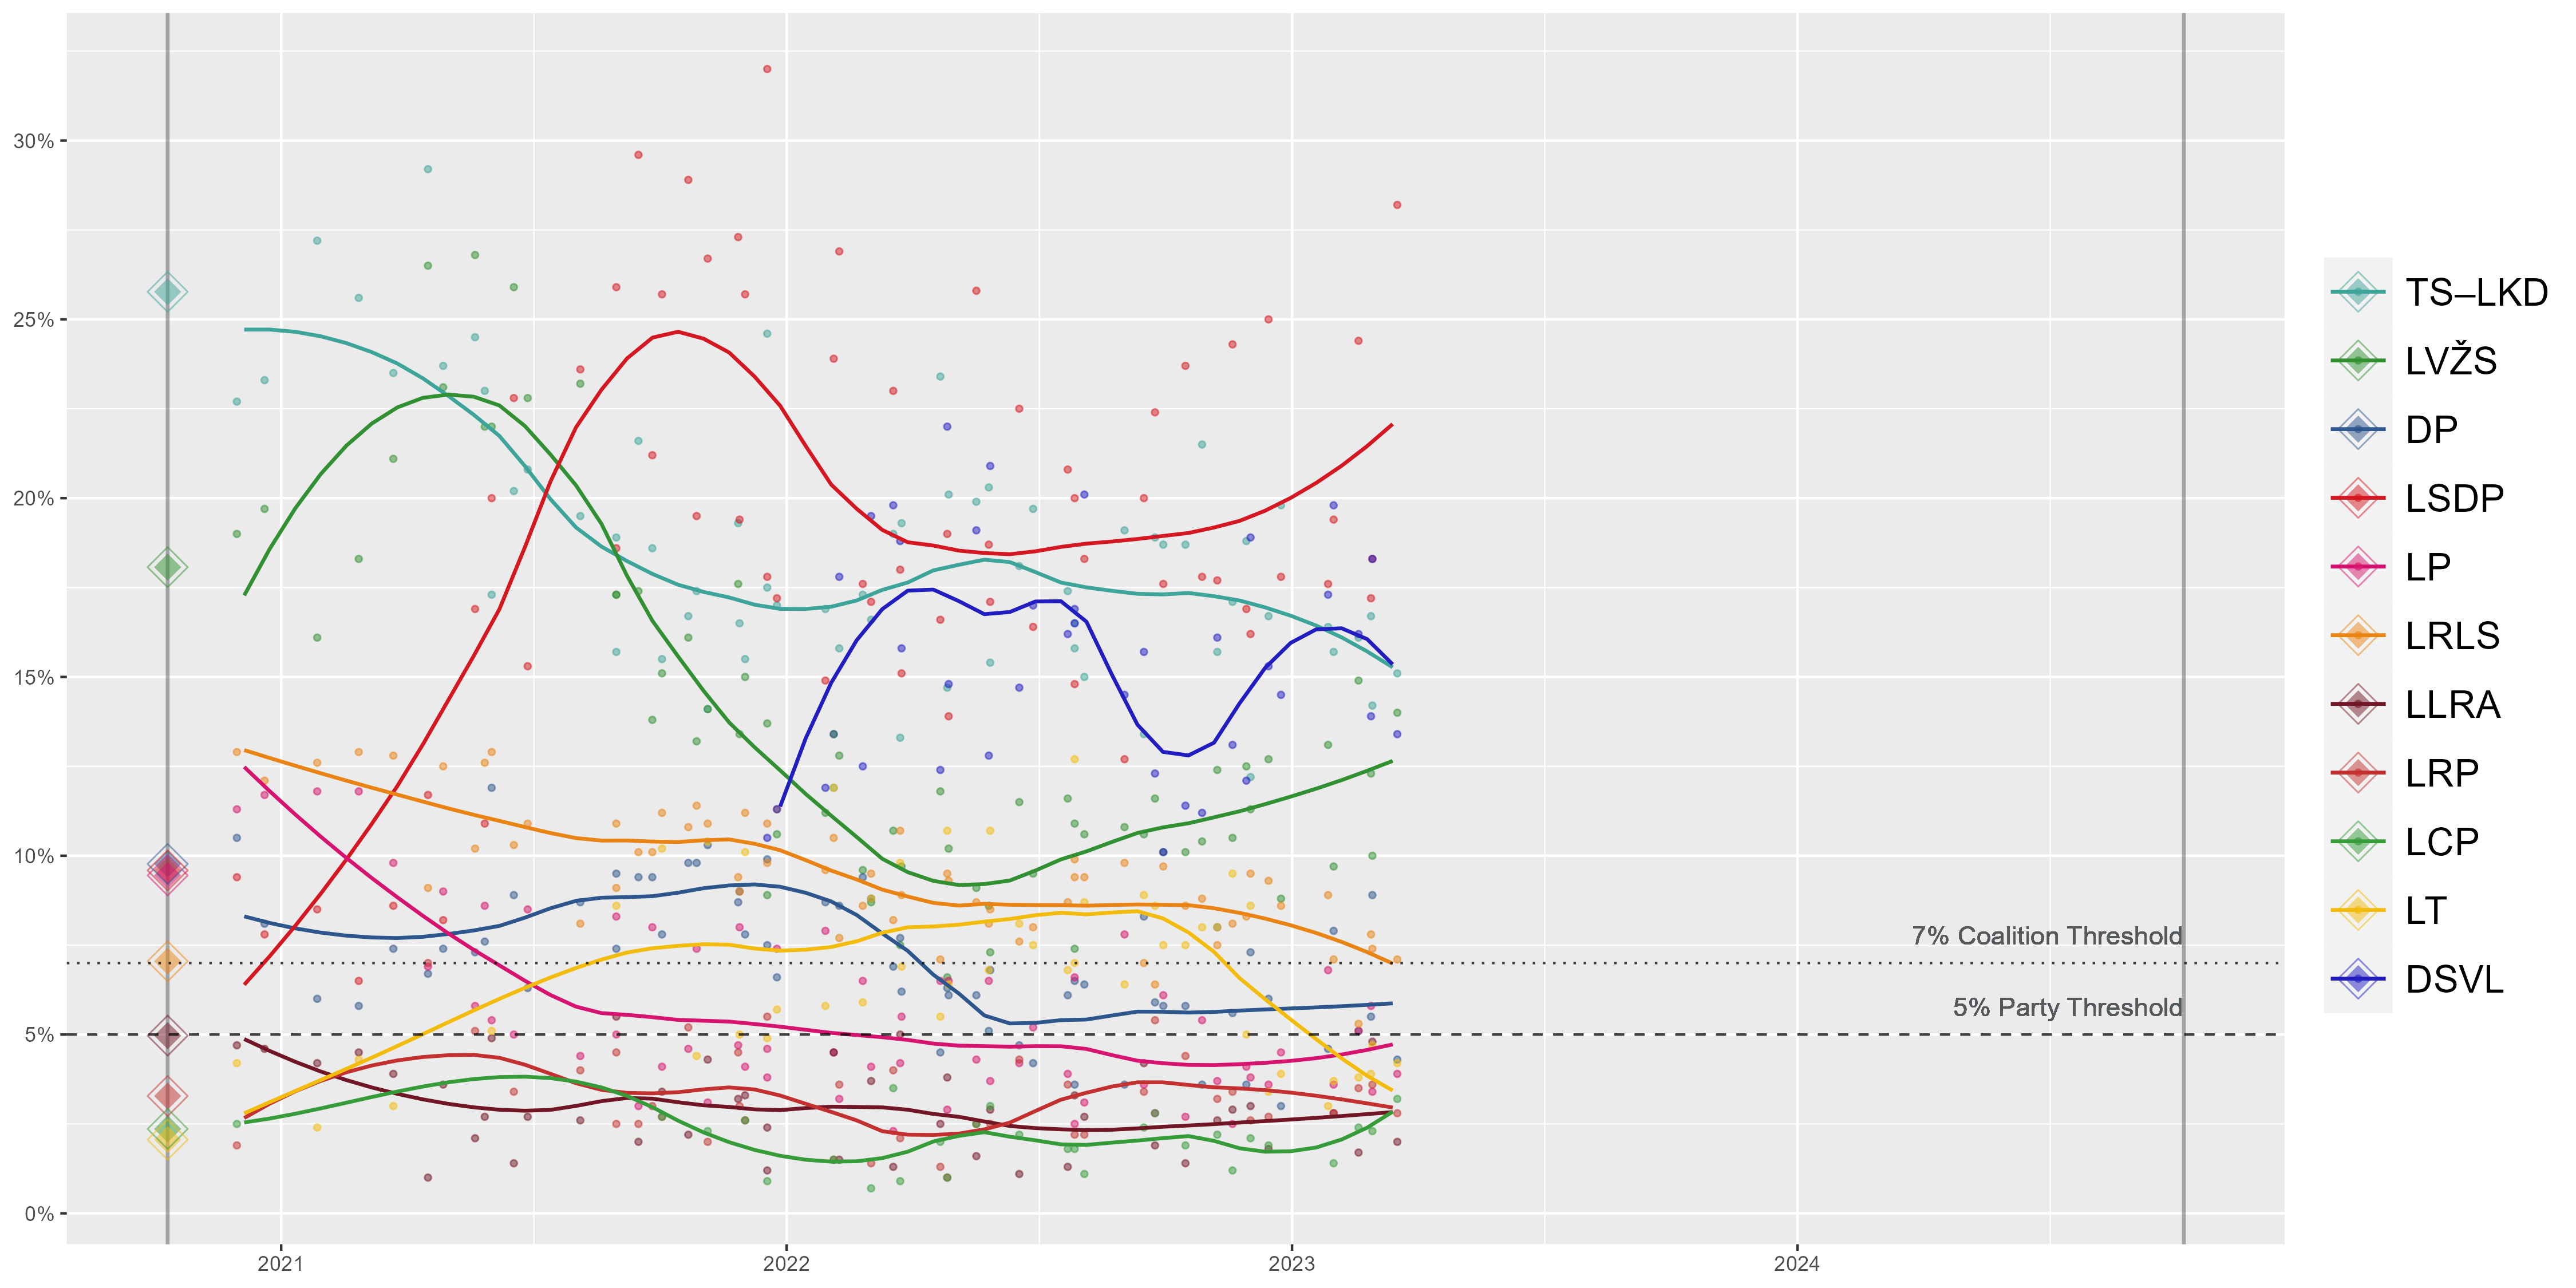 30%
25%
20%
15%
10%
5%
0%
2021
2022
2023
2024
7% Coalition Threshold
5% Party Threshold
TS–LKD
LVŽS
DP
LSDP
LP
LRLS
LLRA
LRP
LCP
LT
DSVL